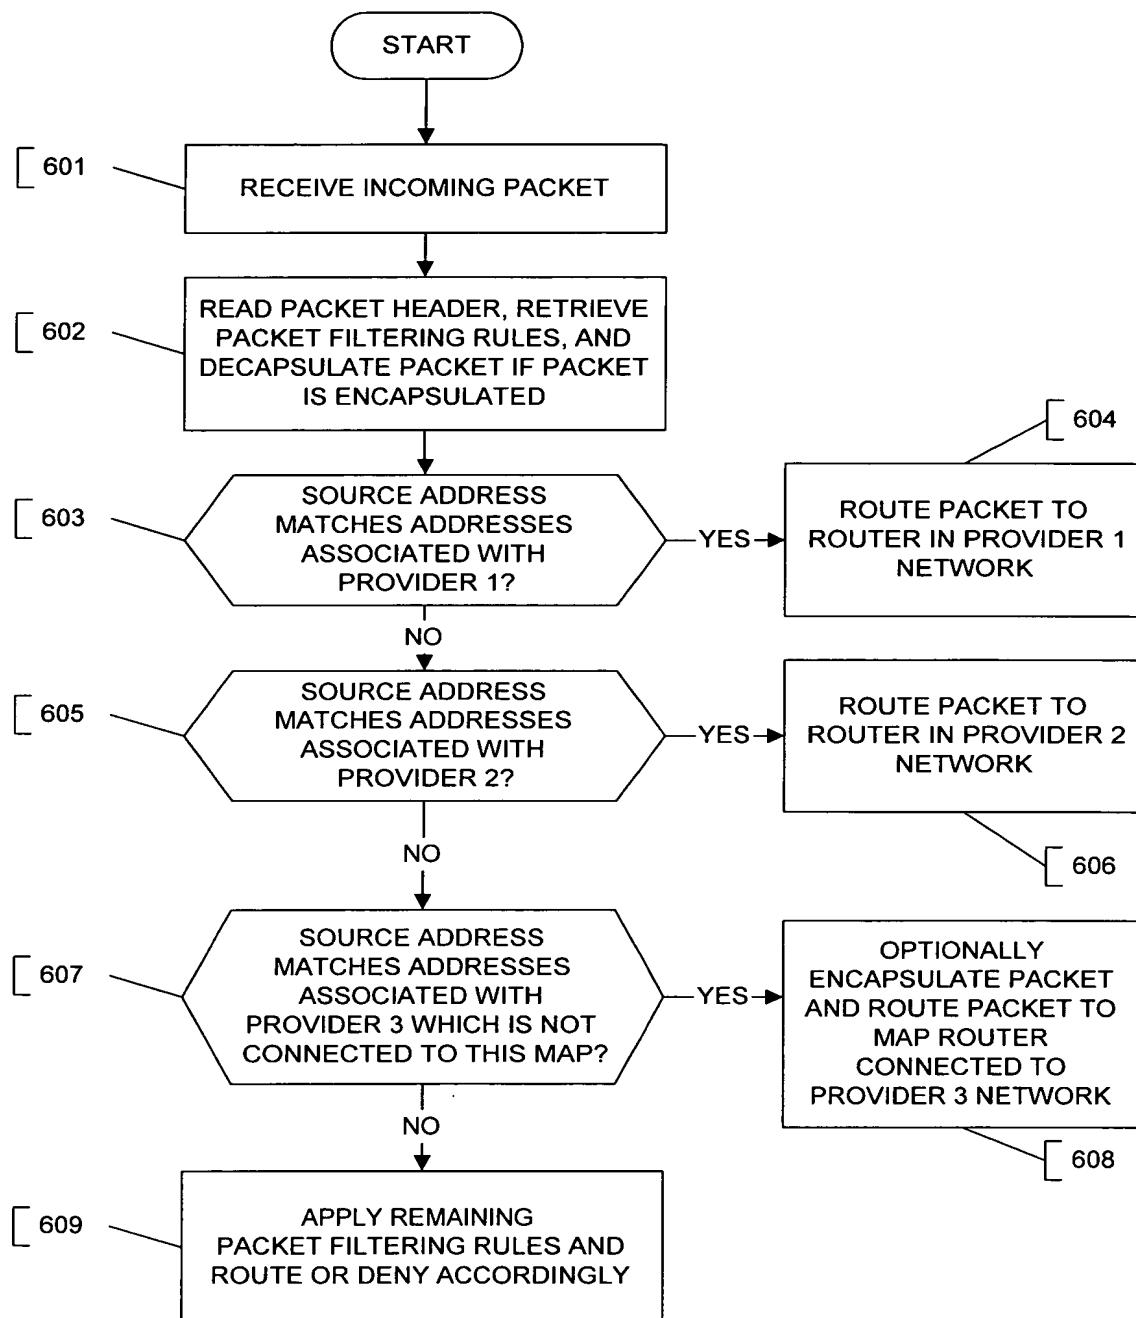 START
601
RECEIVE INCOMING PACKET
602
READ PACKET HEADER, RETRIEVE
PACKET FILTERING RULES, AND
DECAPSULATE PACKET IF PACKET
IS ENCAPSULATED
603
SOURCE ADDRESS
MATCHES ADDRESSES
ASSOCIATED WITH
PROVIDER 1?
YES
604
ROUTE PACKET TO
ROUTER IN PROVIDER 1
NETWORK
NO
605
SOURCE ADDRESS
MATCHES ADDRESSES
ASSOCIATED WITH
PROVIDER 2?
YES
ROUTE PACKET TO
ROUTER IN PROVIDER 2
NETWORK
606
NO
607
SOURCE ADDRESS
MATCHES ADDRESSES
ASSOCIATED WITH
PROVIDER 3 WHICH IS NOT
CONNECTED TO THIS MAP?
YES
OPTIONALLY
ENCAPSULATE PACKET
AND ROUTE PACKET TO
MAP ROUTER
CONNECTED TO
PROVIDER 3 NETWORK
608
NO
609
APPLY REMAINING
PACKET FILTERING RULES AND
ROUTE OR DENY ACCORDINGLY